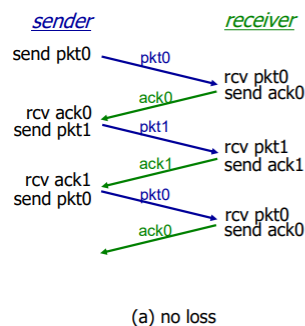 sender
receiver
send pkt0
pkt0
rcv pkt0
send ack0
ack0
rcv ack0
send pkt1
pkt1
rcv pkt1
send ack1
ack1
rcv ack1
send pkt0
pkt0
rcv pkt0
send ack0
ack0
(a) no loss